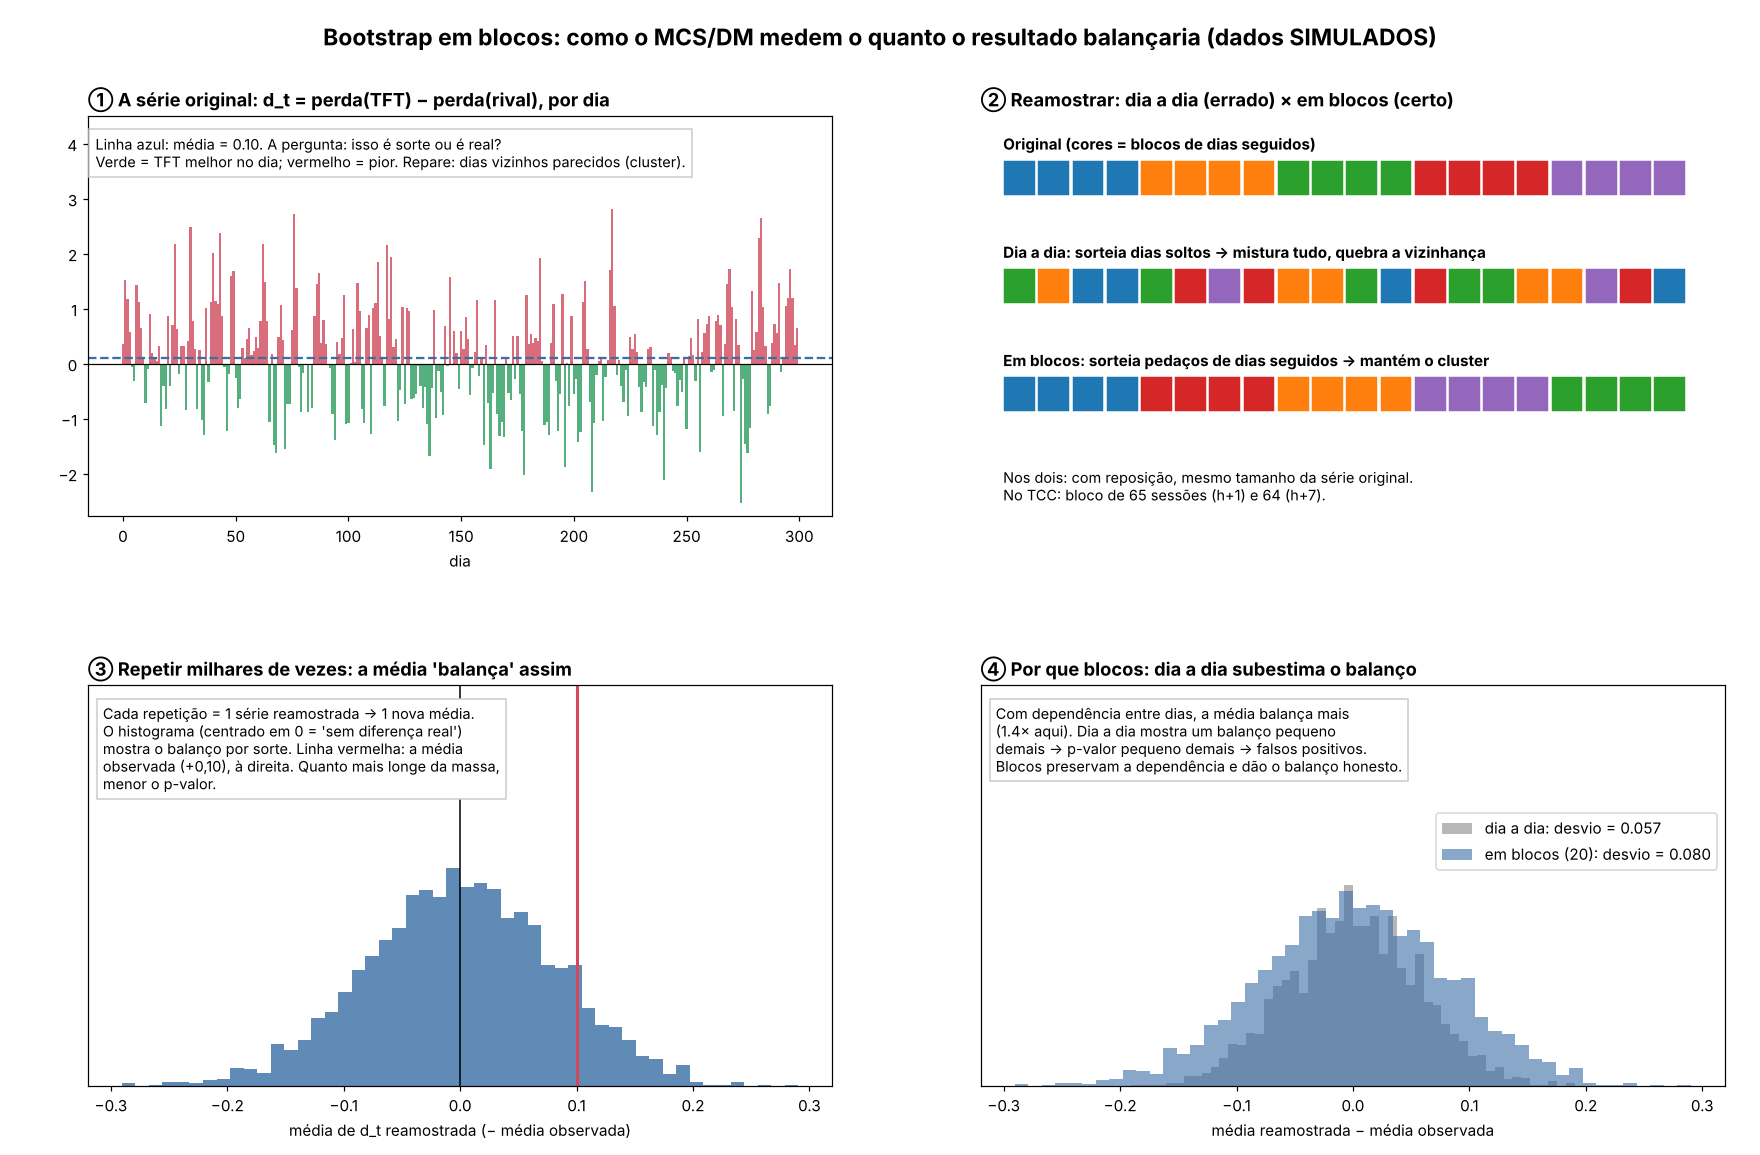 Bootstrap em blocos: como o MCS/DM medem o quanto o resultado balançaria (dados SIMULADOS)
① A série original: d_t = perda(TFT) − perda(rival), por dia
Linha azul: média = 0.10. A pergunta: isso é sorte ou é real?
Verde = TFT melhor no dia; vermelho = pior. Repare: dias vizinhos parecidos (cluster).
4
3
2
1
0
−1
−2
0 50 100 150 200 250 300
dia
② Reamostrar: dia a dia (errado) × em blocos (certo)
Original (cores = blocos de dias seguidos)
Dia a dia: sorteia dias soltos → mistura tudo, quebra a vizinhança
Em blocos: sorteia pedaços de dias seguidos → mantém o cluster
Nos dois: com reposição, mesmo tamanho da série original.
No TCC: bloco de 65 sessões (h+1) e 64 (h+7).
③ Repetir milhares de vezes: a média 'balança' assim
Cada repetição = 1 série reamostrada → 1 nova média.
O histograma (centrado em 0 = 'sem diferença real')
mostra o balanço por sorte. Linha vermelha: a média
observada (+0,10), à direita. Quanto mais longe da massa,
menor o p-valor.
−0.3 −0.2 −0.1 0.0 0.1 0.2 0.3
média de d_t reamostrada (− média observada)
④ Por que blocos: dia a dia subestima o balanço
Com dependência entre dias, a média balança mais
(1.4× aqui). Dia a dia mostra um balanço pequeno
demais → p-valor pequeno demais → falsos positivos.
Blocos preservam a dependência e dão o balanço honesto.
dia a dia: desvio = 0.057
em blocos (20): desvio = 0.080
−0.3 −0.2 −0.1 0.0 0.1 0.2 0.3
média reamostrada − média observada